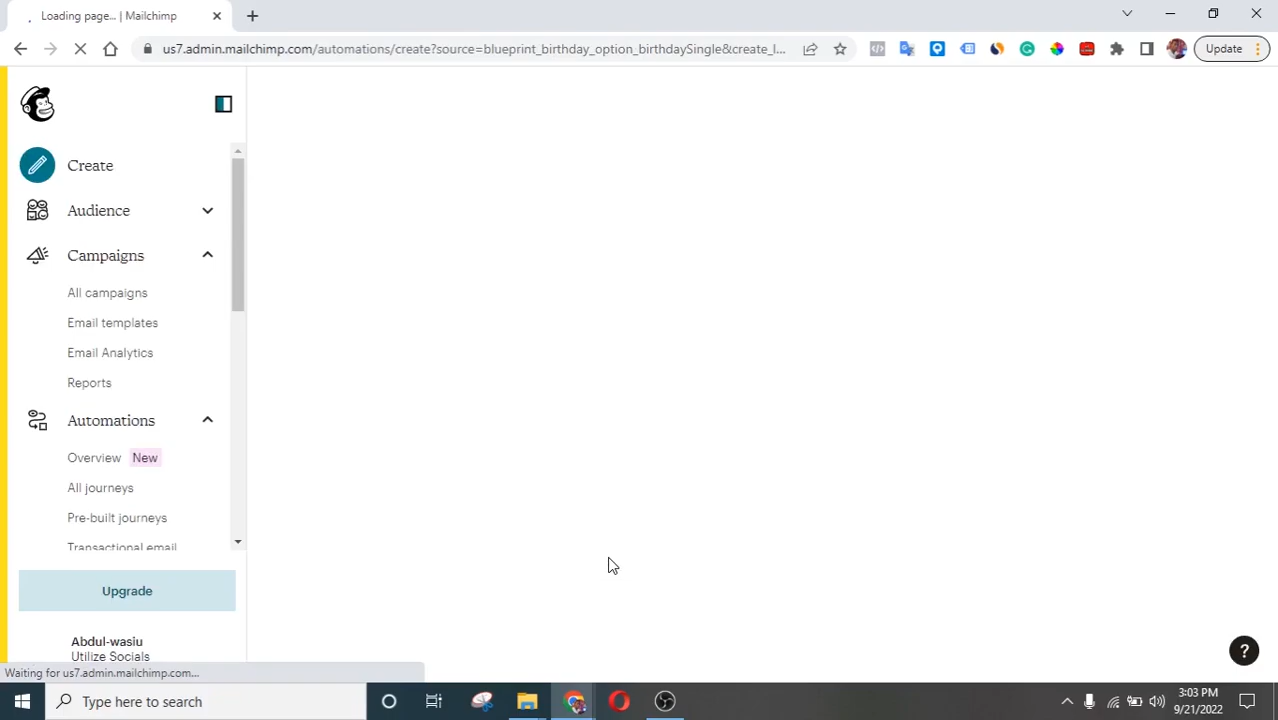 Loading page... | Mailchimp
us7.admin.mailchimp.com/automations/create?source=blueprint_birthday_option_birthdaySingle&create_l...
Update
Create
Audience
Campaigns
All campaigns
Email templates
Email Analytics
Reports
Automations
Overview New
All journeys
Pre-built journeys
Transactional email
Upgrade
Abdul-wasiu
Utilize Socials
?
Waiting for us7.admin.mailchimp.com...
Type here to search
3:03 PM
9/21/2022